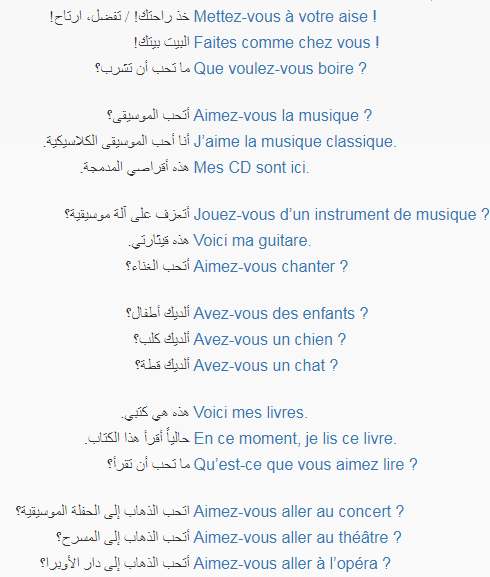 خذ راحتك! / تفضل، ارتاح! Mettez-vous à votre aise !
البيت بيتك! Faites comme chez vous !
ما تحب أن تشرب؟ Que voulez-vous boire ?
أتحب الموسيقى؟ Aimez-vous la musique ?
أنا أحب الموسيقى الكلاسيكية. J’aime la musique classique.
هذه أقراصي المدمجة. Mes CD sont ici.
أتعزف على آلة موسيقية؟ Jouez-vous d’un instrument de musique ?
هذه قيثارتي. Voici ma guitare.
أتحب الغناء؟ Aimez-vous chanter ?
ألديك أطفال؟ Avez-vous des enfants ?
ألديك كلب؟ Avez-vous un chien ?
ألديك قطة؟ Avez-vous un chat ?
هذه هي كتبي. Voici mes livres.
حالياً أقرأ هذا الكتاب. En ce moment, je lis ce livre.
ما تحب أن تقرأ؟ Qu’est-ce que vous aimez lire ?
اتحب الذهاب إلى الحفلة الموسيقية؟ Aimez-vous aller au concert ?
أتحب الذهاب إلى المسرح؟ Aimez-vous aller au théâtre ?
أتحب الذهاب إلى دار الأوبرا؟ Aimez-vous aller à l’opéra ?